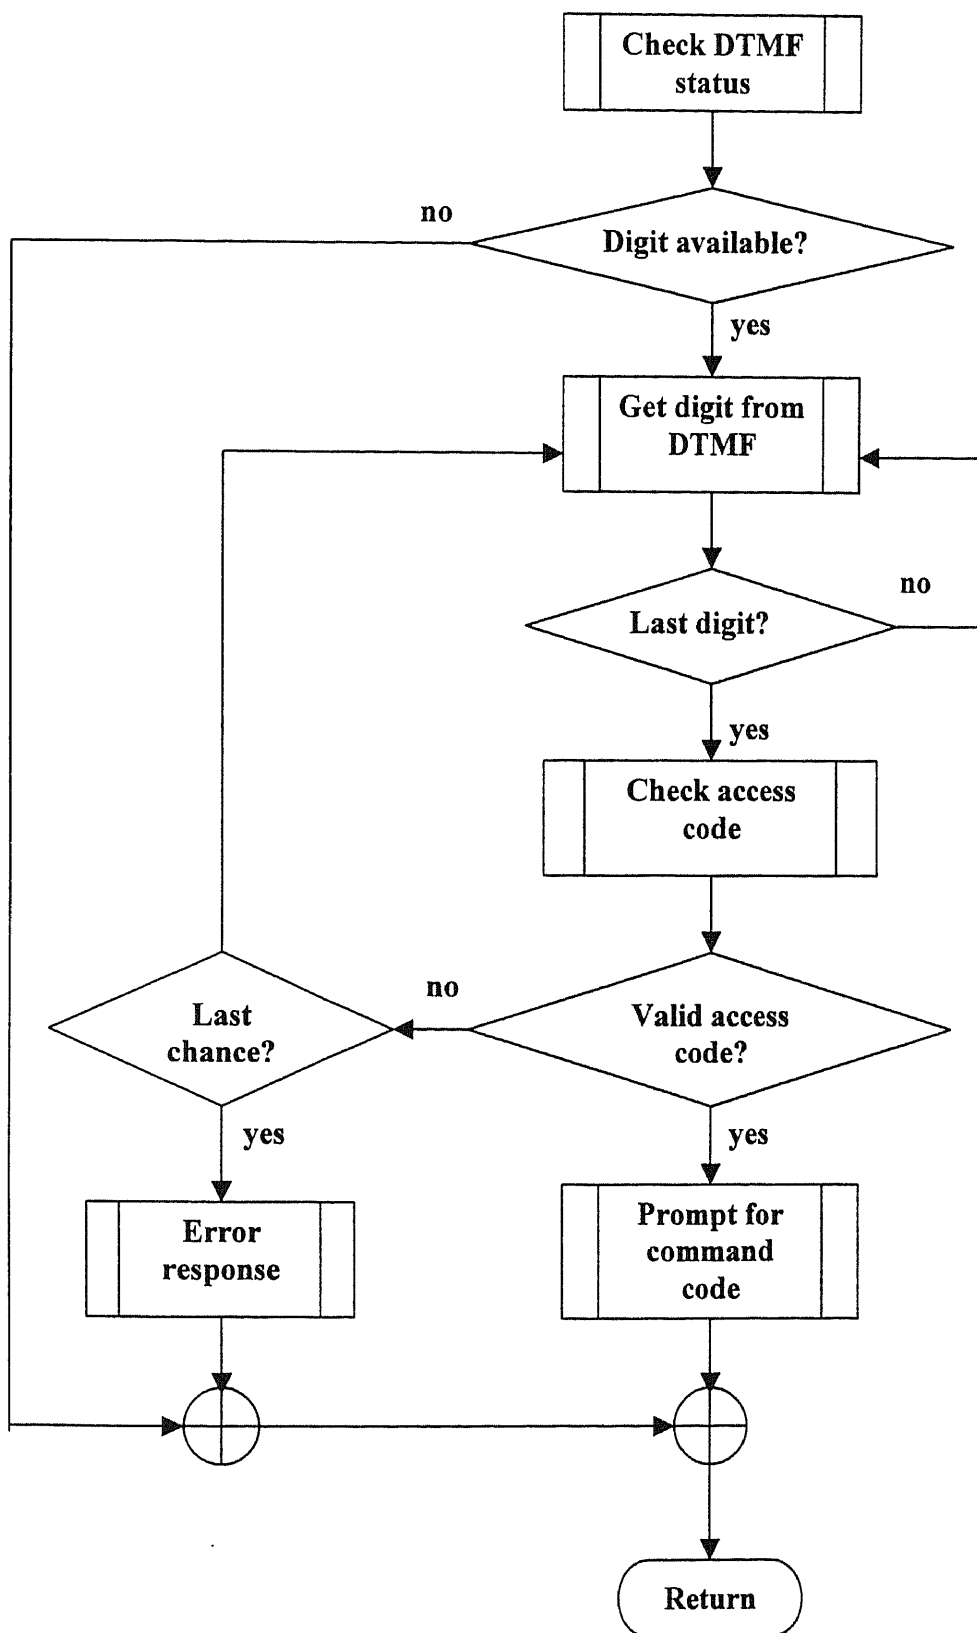 Check DTMF
status
no
Digit available?
yes
Get digit from
DTMF
no
Last digit?
yes
Check access
code
no
Last
chance?
Valid access
code?
yes
yes
Error
response
Prompt for
command
code
Return